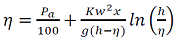 η = P_a/100 + Kw²x/g(h−η) ln(h/η)